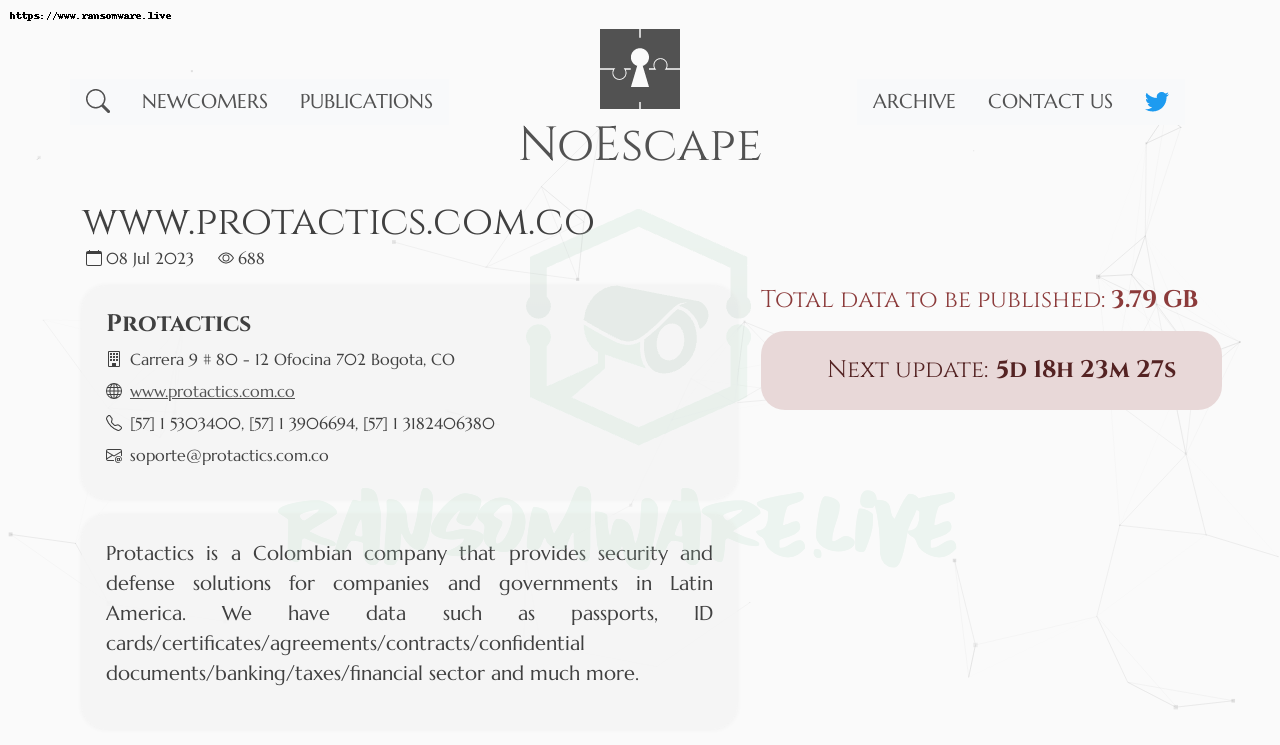 https://www.ransomware.live
NEWCOMERS PUBLICATIONS
ARCHIVE CONTACT US
NoEscape
www.protactics.com.co
08 Jul 2023 688
Total data to be published: 3.79 GB
Next update: 5d 18h 23m 27s
Protactics
Carrera 9 # 80 - 12 Ofocina 702 Bogota, CO
www.protactics.com.co
[57] 1 5303400, [57] 1 3906694, [57] 1 3182406380
soporte@protactics.com.co
RANSOMWARE.LIVE
Protactics is a Colombian company that provides security and
defense solutions for companies and governments in Latin
America. We have data such as passports, ID
cards/certificates/agreements/contracts/confidential
documents/banking/taxes/financial sector and much more.